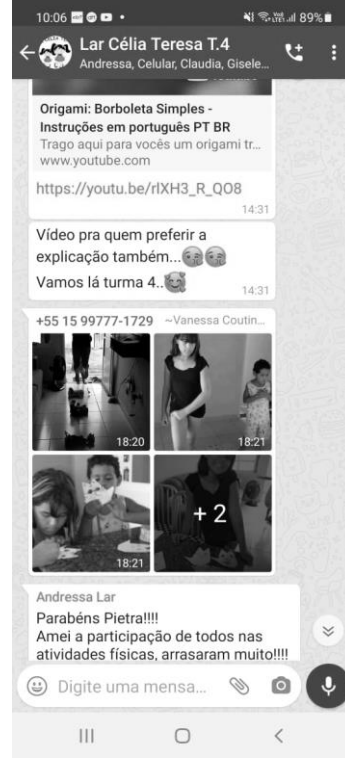 10:06
89%
Lar Célia Teresa T.4
Andressa, Celular, Claudia, Gisele...
Origami: Borboleta Simples -
Instruções em português PT BR
Trago aqui para vocês um origami tr...
www.youtube.com
https://youtu.be/rlXH3_R_QO8
14:31
Vídeo pra quem preferir a
explicação também...
Vamos lá turma 4..
14:31
+55 15 99777-1729 ~Vanessa Coutin...
18:20
18:21
18:21
+ 2
Andressa Lar
Parabéns Pietra!!!!
Amei a participação de todos nas
atividades físicas, arrasaram muito!!!!
Digite uma mensa...